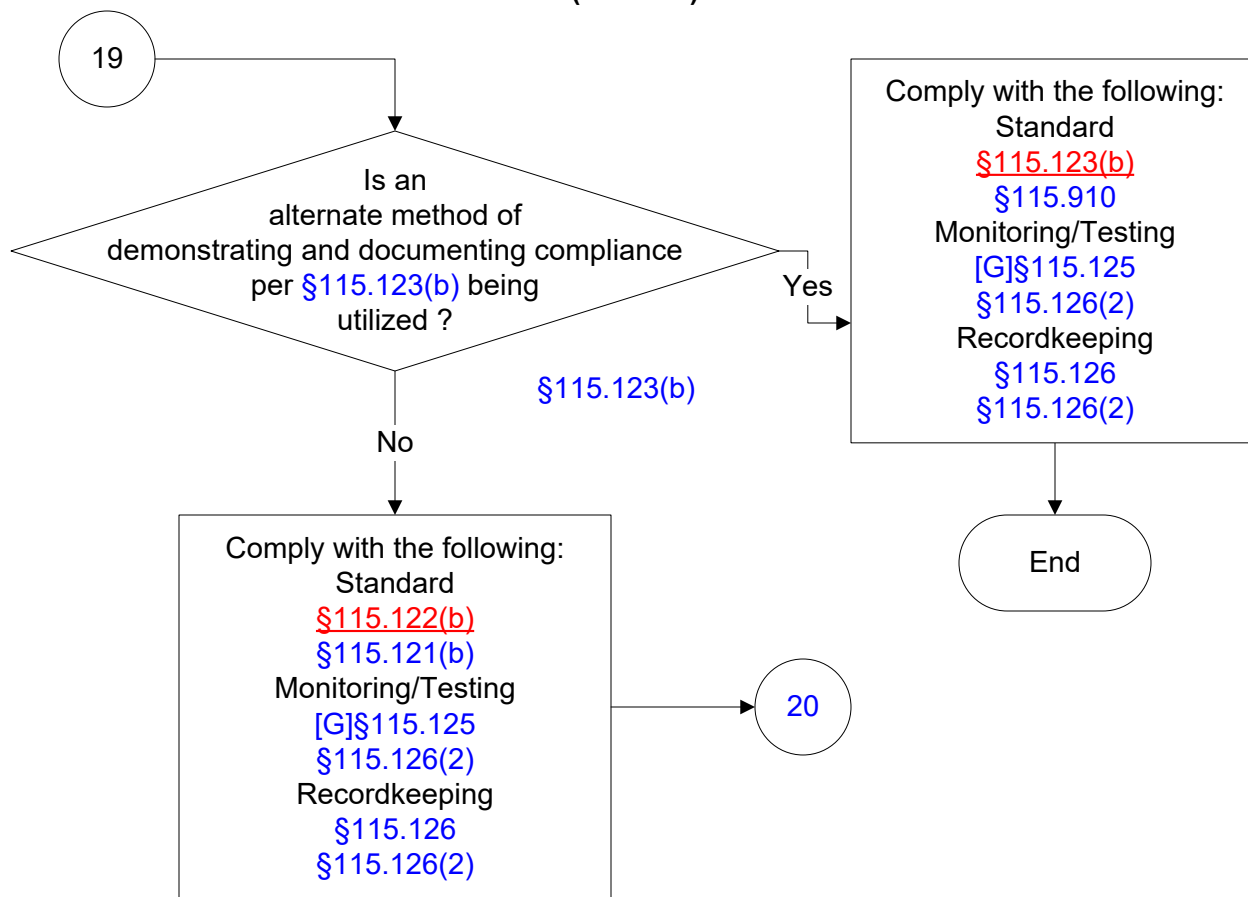 19
Is an
alternate method of
demonstrating and documenting compliance
per §115.123(b) being
utilized ?
Yes
§115.123(b)
No
Comply with the following:
Standard
§115.123(b)
§115.910
Monitoring/Testing
[G]§115.125
§115.126(2)
Recordkeeping
§115.126
§115.126(2)
End
Comply with the following:
Standard
§115.122(b)
§115.121(b)
Monitoring/Testing
[G]§115.125
§115.126(2)
Recordkeeping
§115.126
§115.126(2)
20